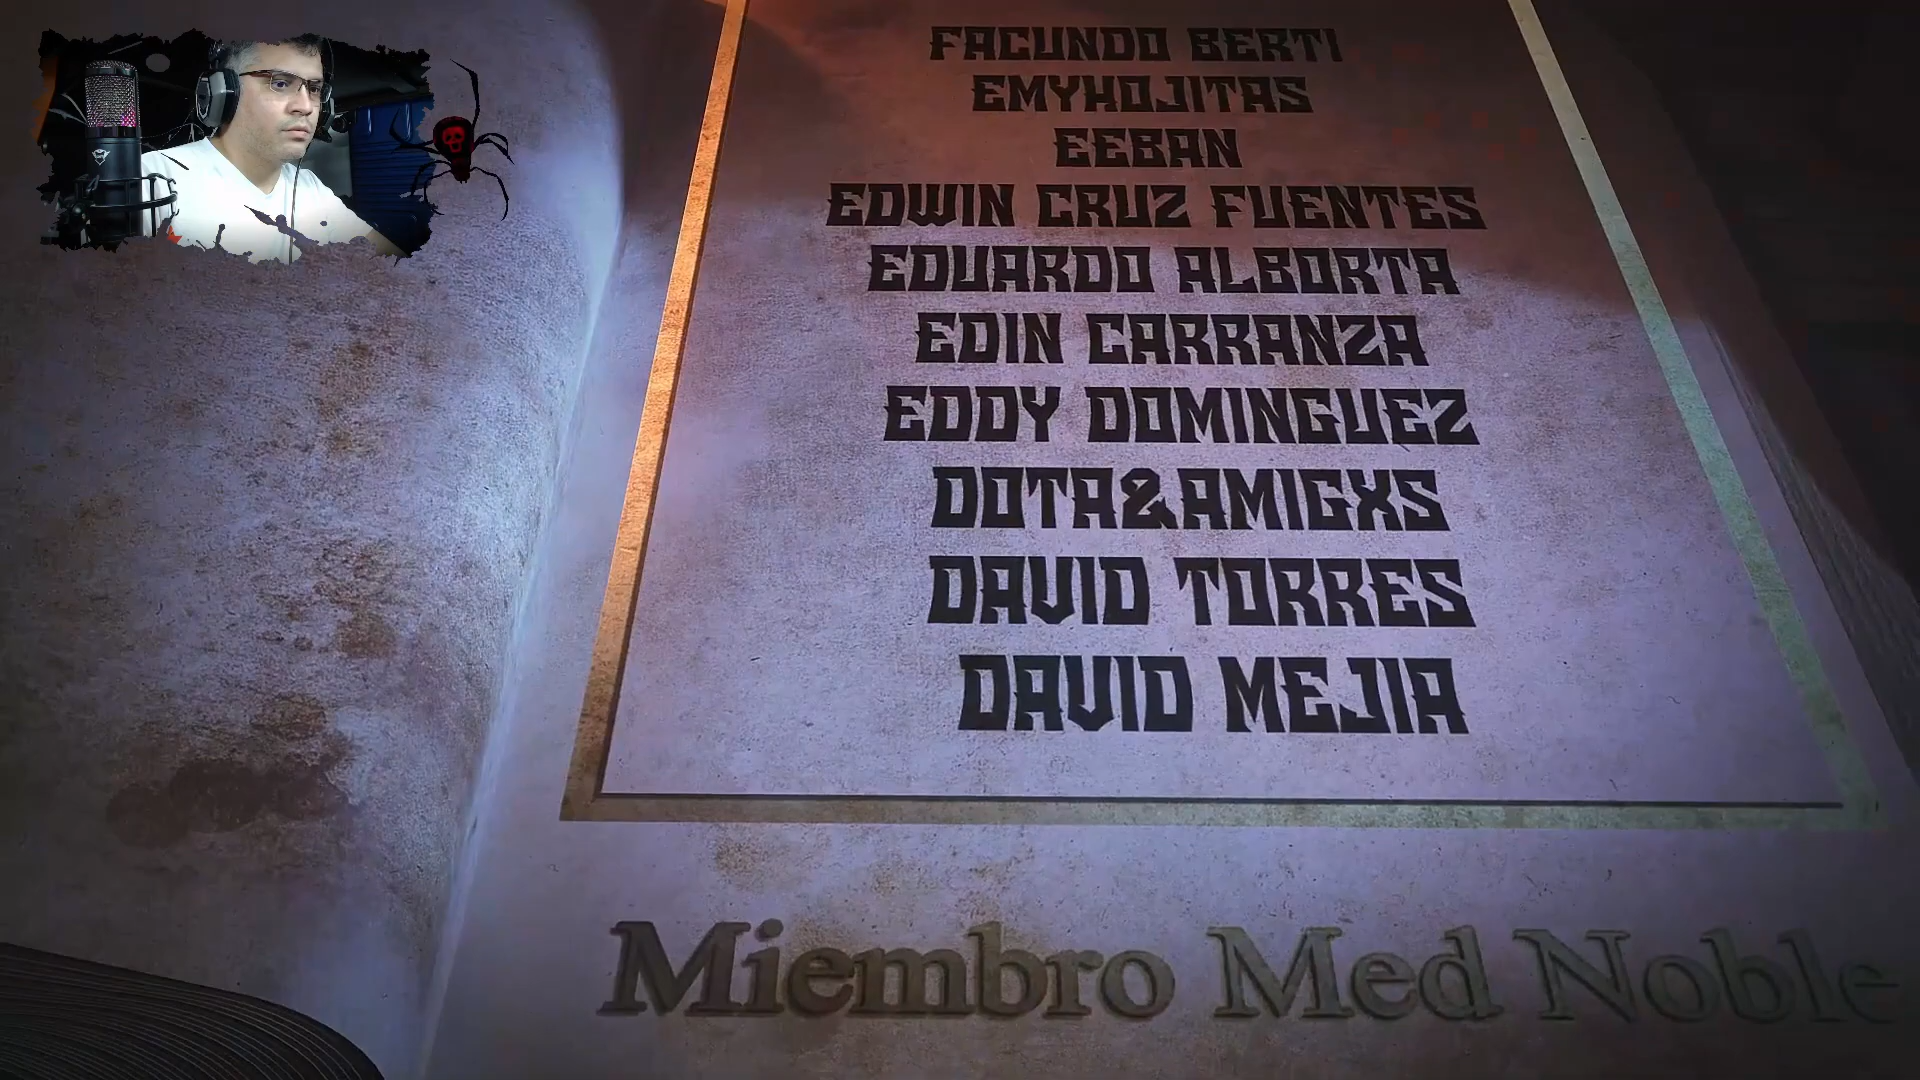 FACUNDO BERTI
EMYHOJITAS
EEBAN
EDWIN CRUZ FUENTES
EDUARDO ALBORTA
EDIN CARRANZA
EDDY DOMINGUEZ
DOTA&AMIGXS
DAVID TORRES
DAVID MEJIA
Miembro Med Noble